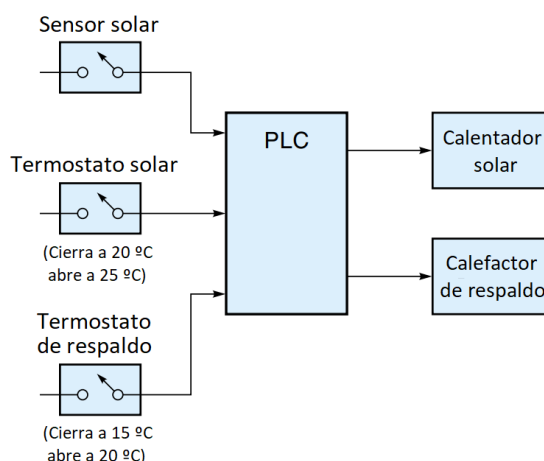 Sensor solar
Termostato solar
(Cierra a 20 ºC
abre a 25 ºC)
Termostato
de respaldo
(Cierra a 15 ºC
abre a 20 ºC)
PLC
Calentador
solar
Calefactor
de respaldo